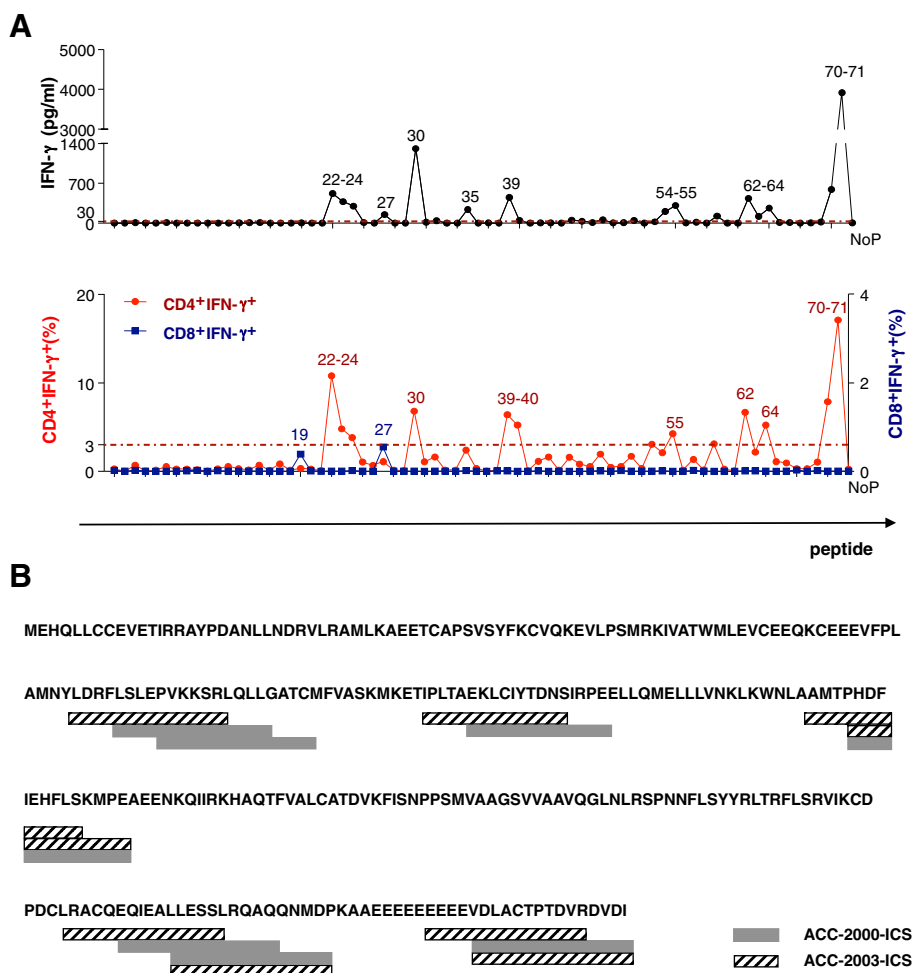 A
5000
4000
3000
1400
700
30
0
IFN-γ (pg/ml)
22-24
27
30
35
39
54-55
62-64
70-71
NoP
20
10
3
0
CD4+IFN-γ+(%)
CD4+IFN-γ+
CD8+IFN-γ+
19
22-24
27
30
39-40
55
62
64
70-71
4
2
0
CD8+IFN-γ+(%)
NoP
peptide
B
MEHQLLCCEVETIRRAYPDANLLNDRVLRAMLKAEETCAPSVSYFKCVQKEVLPSMRKIVATWMLEVCEEQKCEEEVFPL
AMNYLDRFLSLEPVKKSRLQLLGATCMFVASKMKETIPLTAEKLCIYTDNSIRPEELLQMELLLVNKLKWNLAAMTPHDF
IEHFLSKMPEAEENKQIIRKHAQTFVALCATDVKFISNPPSMVAAGSVVAAVQGLNLRSPNNFLSYYRLTRFLSRVIKCD
PDCLRACQEQIEALLESSLRQAQQNMDPKAAEEEEEEEEEVDLACTPTDVRDVDI
ACC-2000-ICS
ACC-2003-ICS